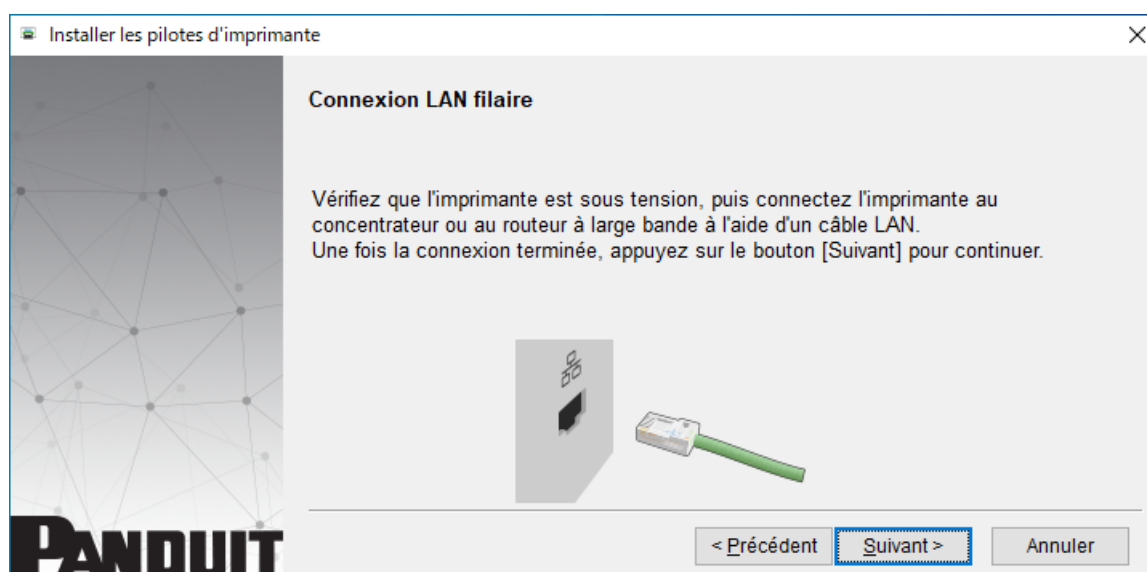 Installer les pilotes d'imprimante
Connexion LAN filaire
Vérifiez que l'imprimante est sous tension, puis connectez l'imprimante au
concentrateur ou au routeur à large bande à l'aide d'un câble LAN.
Une fois la connexion terminée, appuyez sur le bouton [Suivant] pour continuer.
PANDUIT
< Précédent
Suivant >
Annuler